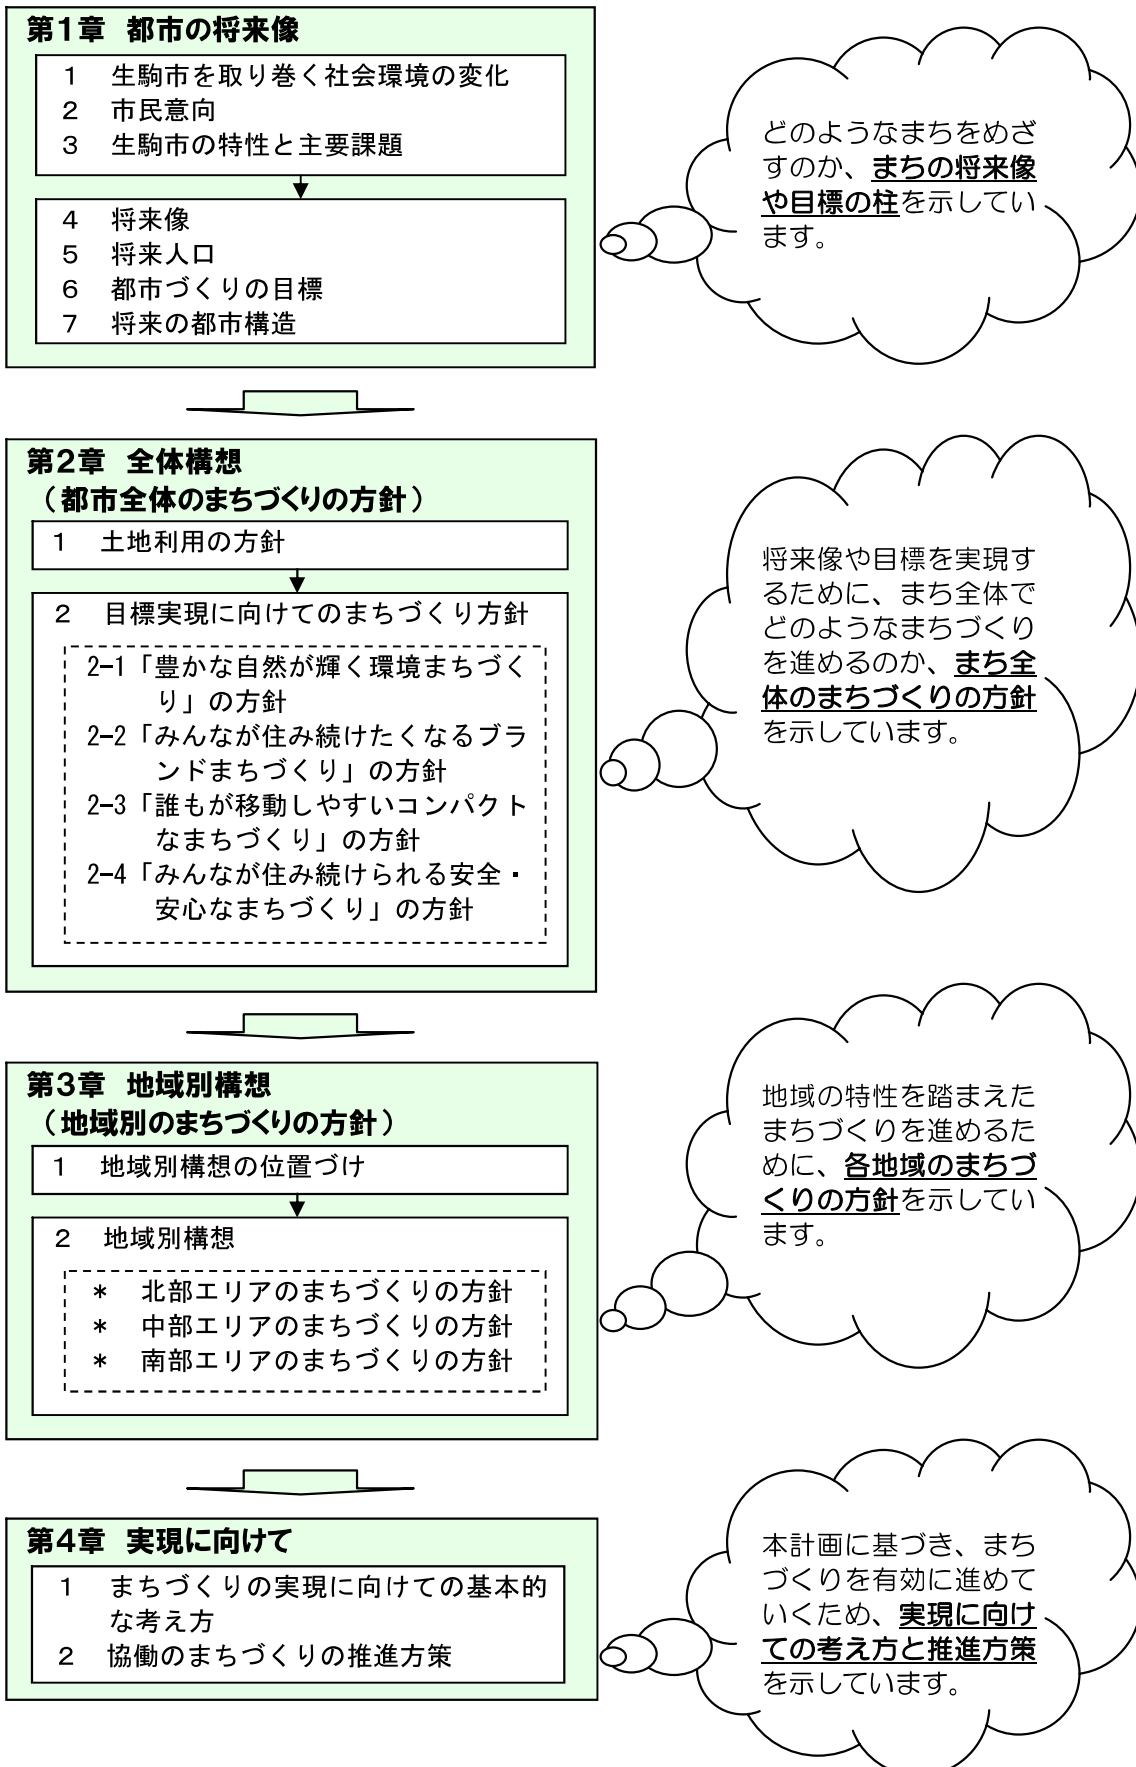 第1章 都市の将来像
1 生駒市を取り巻く社会環境の変化
2 市民意向
3 生駒市の特性と主要課題
4 将来像
5 将来人口
6 都市づくりの目標
7 将来の都市構造
どのようなまちをめざ
すのか、まちの将来像
や目標の柱を示してい
ます。
第2章 全体構想
(都市全体のまちづくりの方針)
1 土地利用の方針
2 目標実現に向けてのまちづくり方針
2-1「豊かな自然が輝く環境まちづく
り」の方針
2-2「みんなが住み続けたくなるブラ
ンドまちづくり」の方針
2-3「誰もが移動しやすいコンパクト
なまちづくり」の方針
2-4「みんなが住み続けられる安全・
安心なまちづくり」の方針
将来像や目標を実現す
るために、まち全体で
どのようなまちづくり
を進めるのか、まち全
体のまちづくりの方針
を示しています。
第3章 地域別構想
(地域別のまちづくりの方針)
1 地域別構想の位置づけ
2 地域別構想
* 北部エリアのまちづくりの方針
* 中部エリアのまちづくりの方針
* 南部エリアのまちづくりの方針
地域の特性を踏まえた
まちづくりを進めるた
めに、各地域のまちづ
くりの方針を示してい
ます。
第4章 実現に向けて
1 まちづくりの実現に向けての基本的
な考え方
2 協働のまちづくりの推進方策
本計画に基づき、まち
づくりを有効に進めて
いくため、実現に向け
ての考え方と推進方策
を示しています。